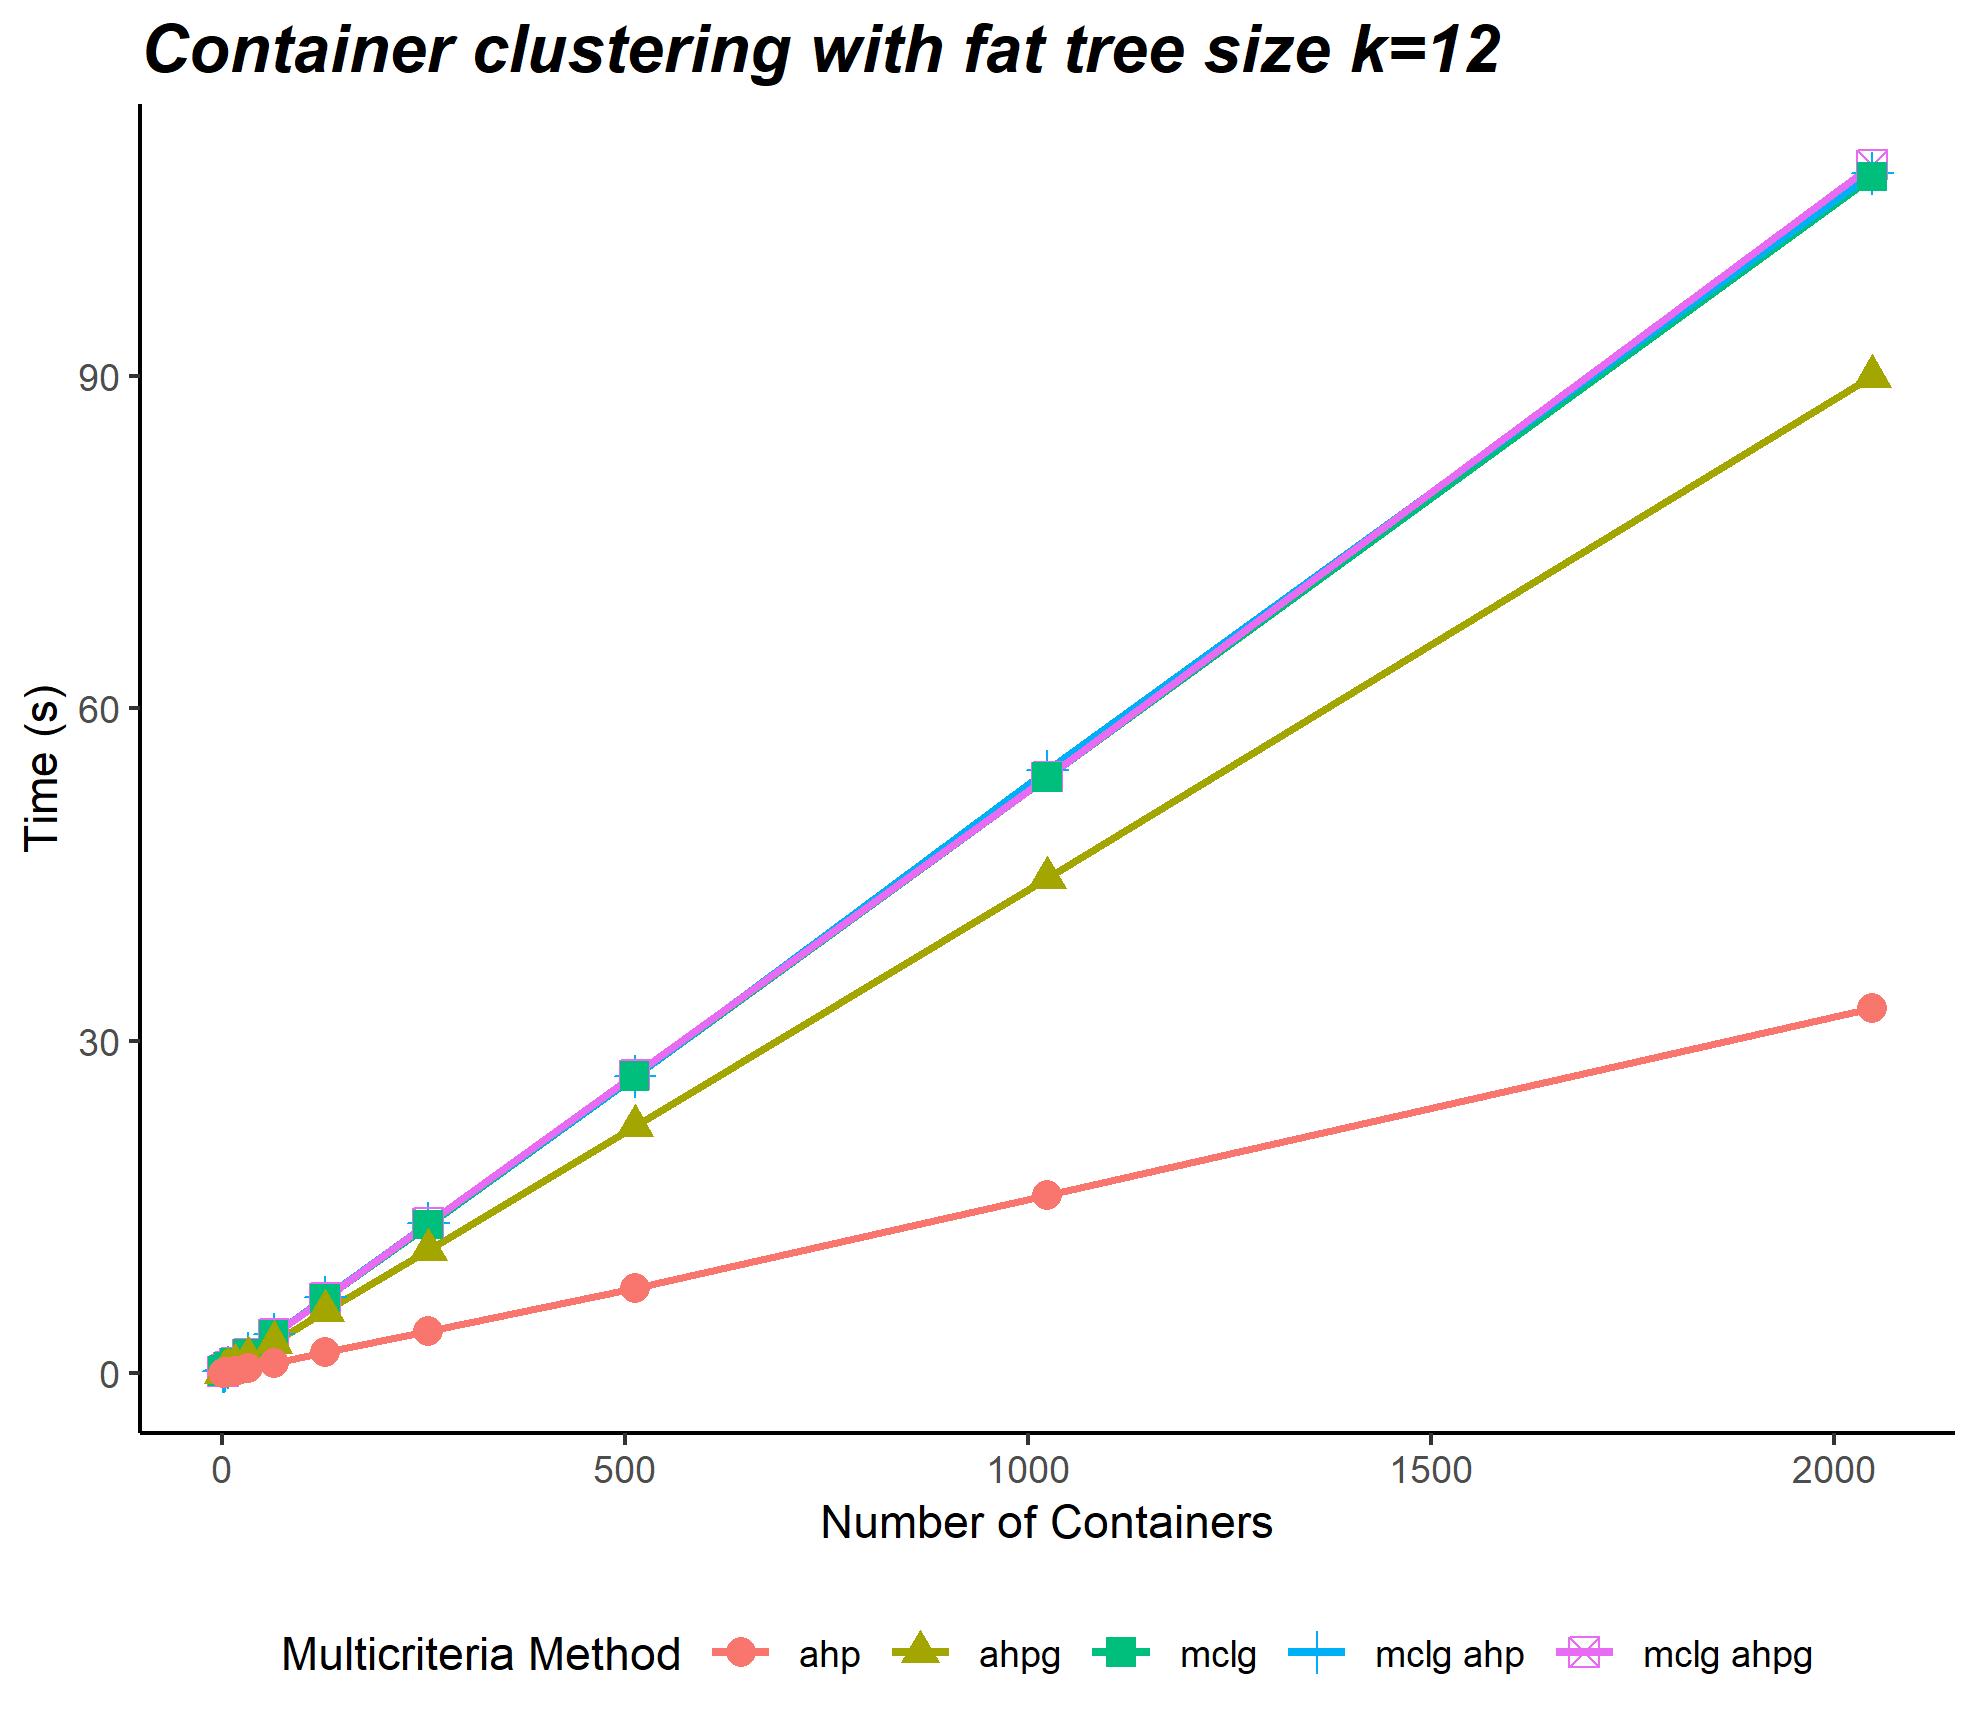 Container clustering with fat tree size k=12
Time (s)
90
60
30
0
0 500 1000 1500 2000
Number of Containers
Multicriteria Method ahp ahpg mclg mclg ahp mclg ahpg